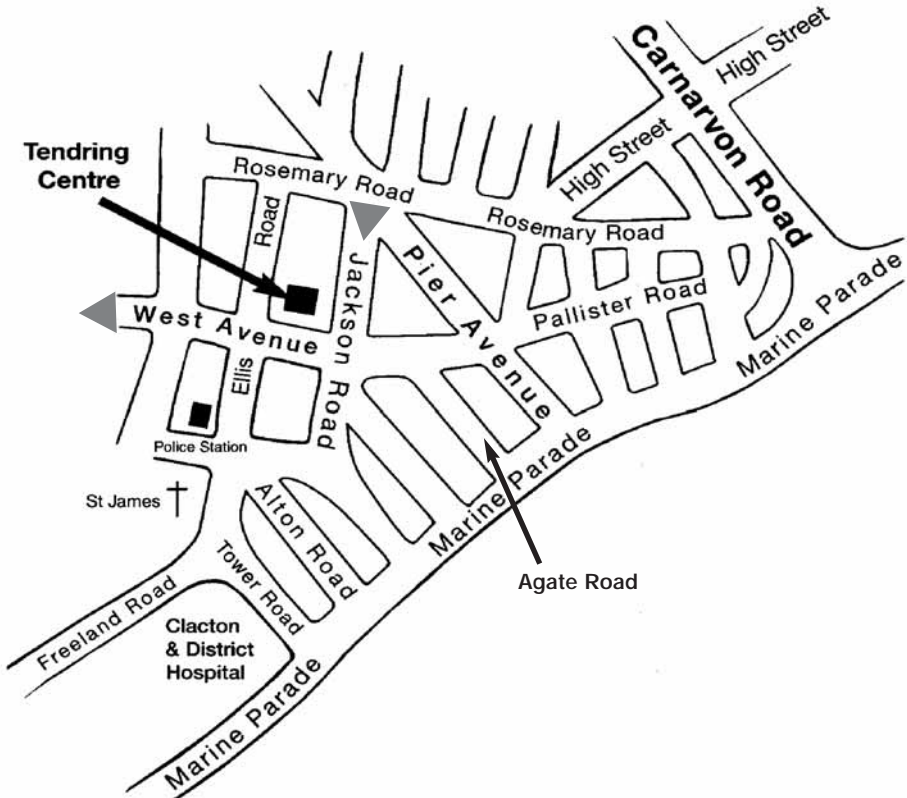 High Street
Carnarvon Road
High Street
Tendring
Centre
Rosemary Road
Road
Rosemary Road
Jackson Road
Pier Avenue
Pallister Road
Marine Parade
West Avenue
Ellis
Police Station
St James
Alton Road
Marine Parade
Agate Road
Tower Road
Freeland Road
Clacton
& District
Hospital
Marine Parade